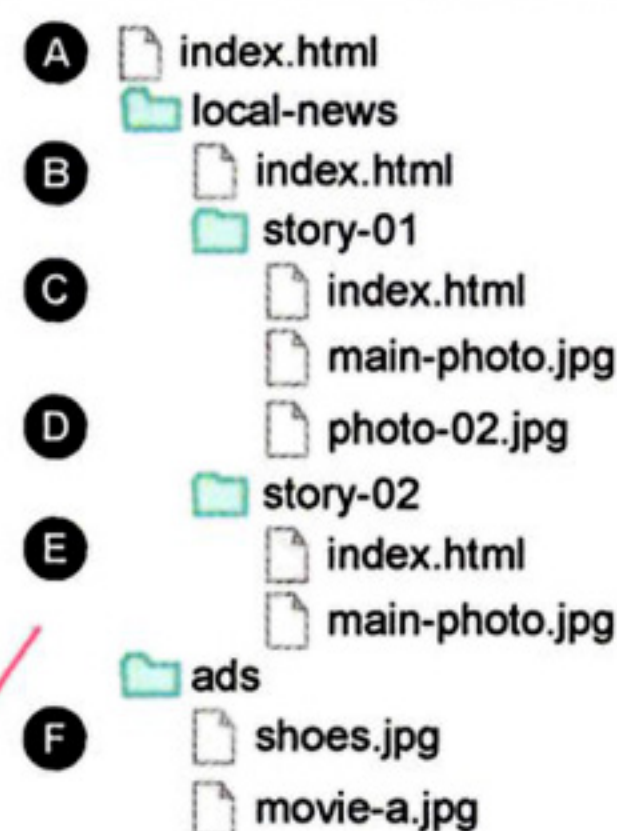 A index.html
local-news
B index.html
story-01
C index.html
main-photo.jpg
D photo-02.jpg
story-02
E index.html
main-photo.jpg
ads
F shoes.jpg
movie-a.jpg